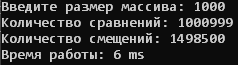 Введите размер массива: 1000
Количество сравнений: 1000999
Количество смещений: 1498500
Время работы: 6 ms